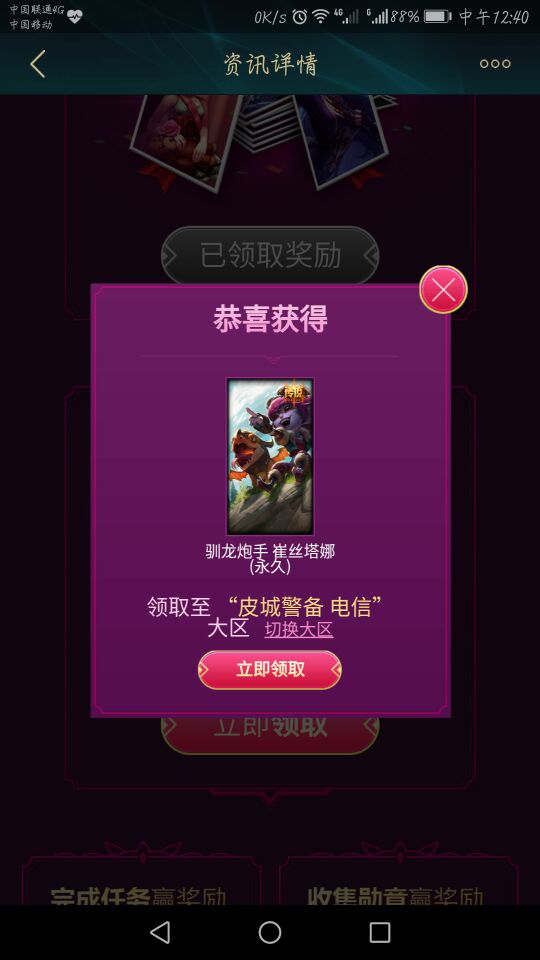 中国联通4G
中国移动
0K/s 4G G 88% 中午12:40
资讯详情
已领取奖励
恭喜获得
传说
驯龙炮手 崔丝塔娜
(永久)
领取至 “皮城警备 电信”
大区 切换大区
立即领取
立即领取
完成任务赢奖励
收集勋章赢奖励